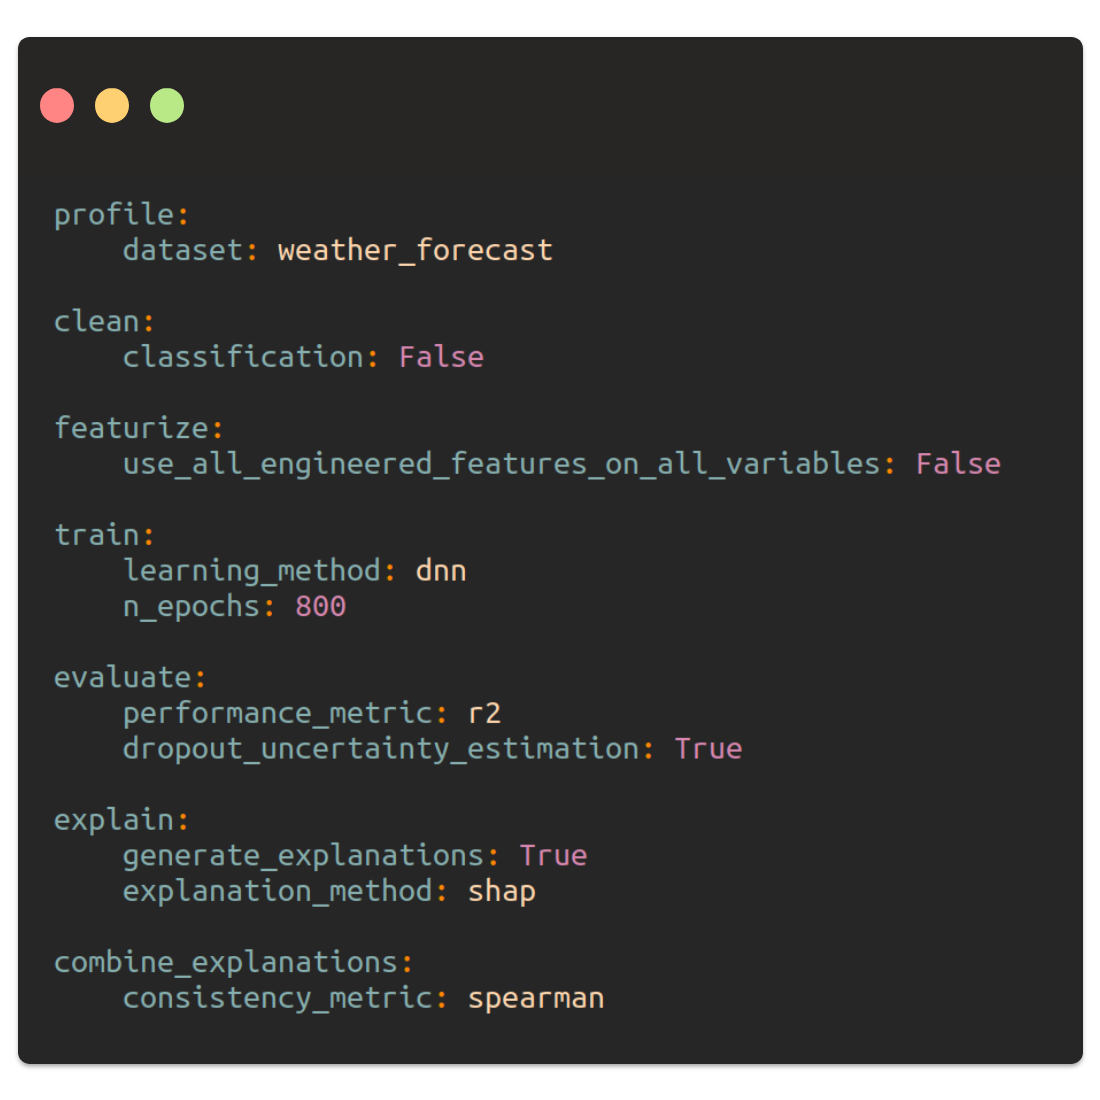 profile:
    dataset: weather_forecast

clean:
    classification: False

featurize:
    use_all_engineered_features_on_all_variables: False

train:
    learning_method: dnn
    n_epochs: 800

evaluate:
    performance_metric: r2
    dropout_uncertainty_estimation: True

explain:
    generate_explanations: True
    explanation_method: shap

combine_explanations:
    consistency_metric: spearman